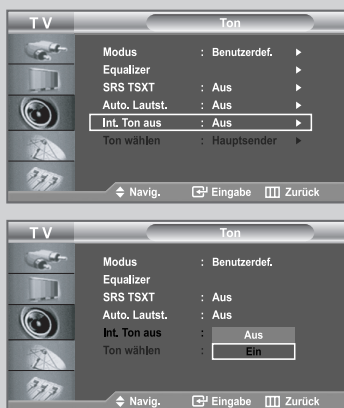 TV Ton
Modus : Benutzerdef.
Equalizer
SRS TSXT : Aus
Auto. Lautst. : Aus
Int. Ton aus : Aus
Ton wählen : Hauptsender
Navig. Eingabe Zurück
TV Ton
Modus : Benutzerdef.
Equalizer
SRS TSXT : Aus
Auto. Lautst. : Aus
Int. Ton aus : Aus
Ton wählen : Ein
Navig. Eingabe Zurück